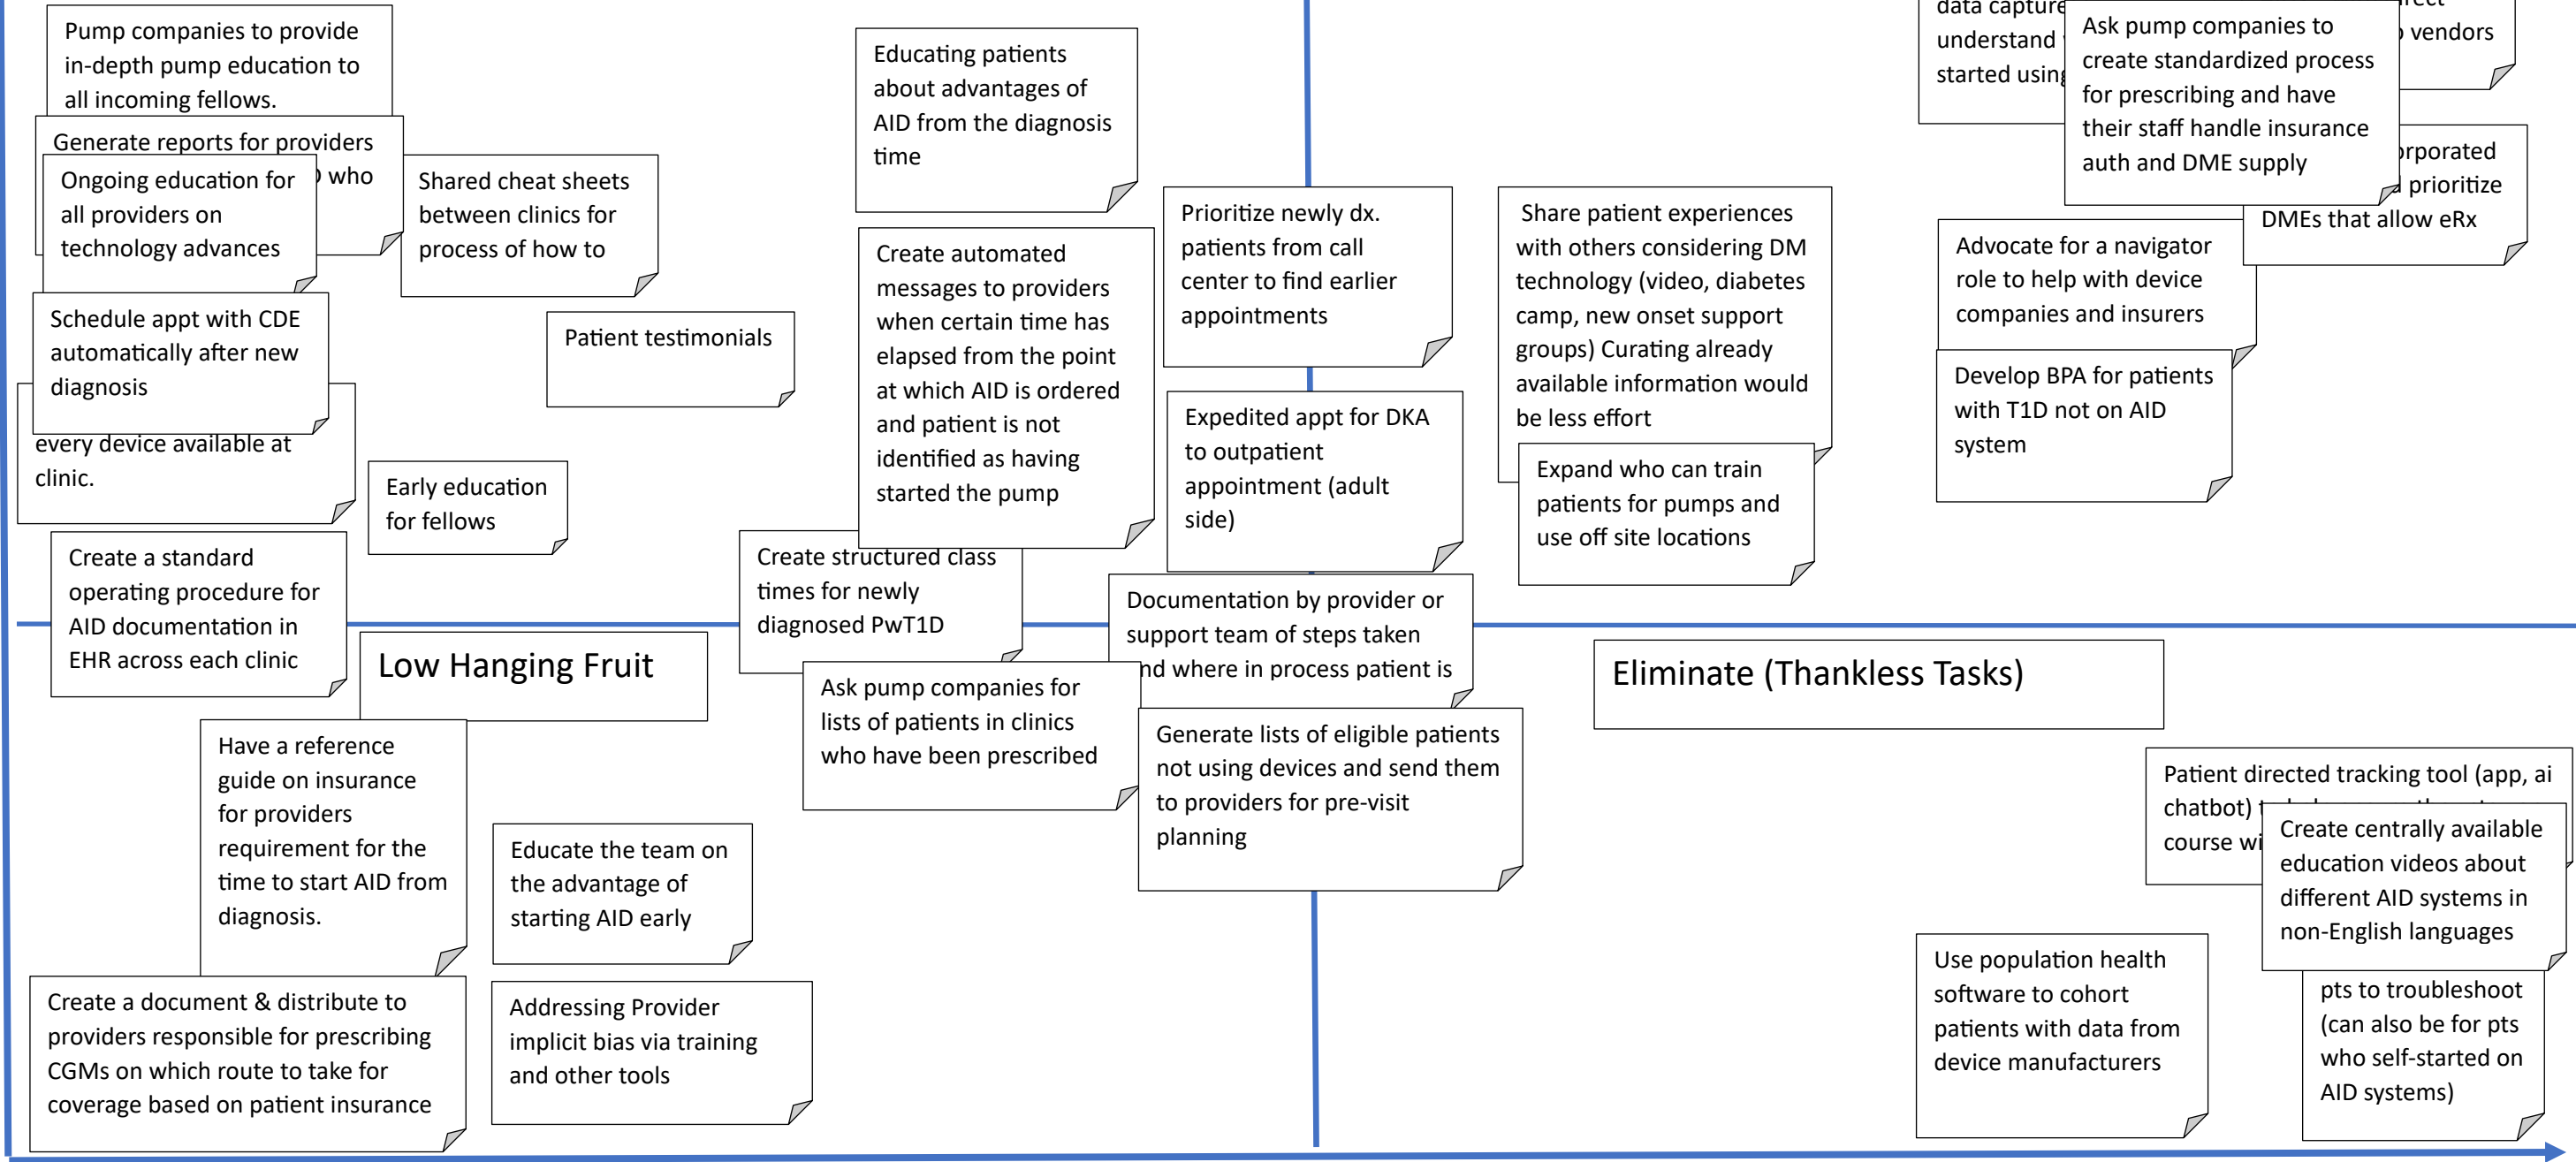 Pump companies to provide
in-depth pump education to
all incoming fellows.
Generate reports for providers
who
Ongoing education for
all providers on
technology advances
Shared cheat sheets
between clinics for
process of how to
Schedule appt with CDE
automatically after new
diagnosis
every device available at
clinic.
Patient testimonials
Early education
for fellows
Create a standard
operating procedure for
AID documentation in
EHR across each clinic
Educating patients
about advantages of
AID from the diagnosis
time
Create automated
messages to providers
when certain time has
elapsed from the point
at which AID is ordered
and patient is not
identified as having
started the pump
Create structured class
times for newly
diagnosed PwT1D
Prioritize newly dx.
patients from call
center to find earlier
appointments
Expedited appt for DKA
to outpatient
appointment (adult
side)
Documentation by provider or
support team of steps taken
and where in process patient is
Share patient experiences
with others considering DM
technology (video, diabetes
camp, new onset support
groups) Curating already
available information would
be less effort
Expand who can train
patients for pumps and
use off site locations
data capture
understand
started using
vendors
Ask pump companies to
create standardized process
for prescribing and have
their staff handle insurance
auth and DME supply
prioritize
DMEs that allow eRx
Advocate for a navigator
role to help with device
companies and insurers
Develop BPA for patients
with T1D not on AID
system
Low Hanging Fruit
Ask pump companies for
lists of patients in clinics
who have been prescribed
Generate lists of eligible patients
not using devices and send them
to providers for pre-visit
planning
Have a reference
guide on insurance
for providers
requirement for the
time to start AID from
diagnosis.
Educate the team on
the advantage of
starting AID early
Create a document & distribute to
providers responsible for prescribing
CGMs on which route to take for
coverage based on patient insurance
Addressing Provider
implicit bias via training
and other tools
Eliminate (Thankless Tasks)
Patient directed tracking tool (app, ai
chatbot)
course
Create centrally available
education videos about
different AID systems in
non-English languages
Use population health
software to cohort
patients with data from
device manufacturers
pts to troubleshoot
(can also be for pts
who self-started on
AID systems)